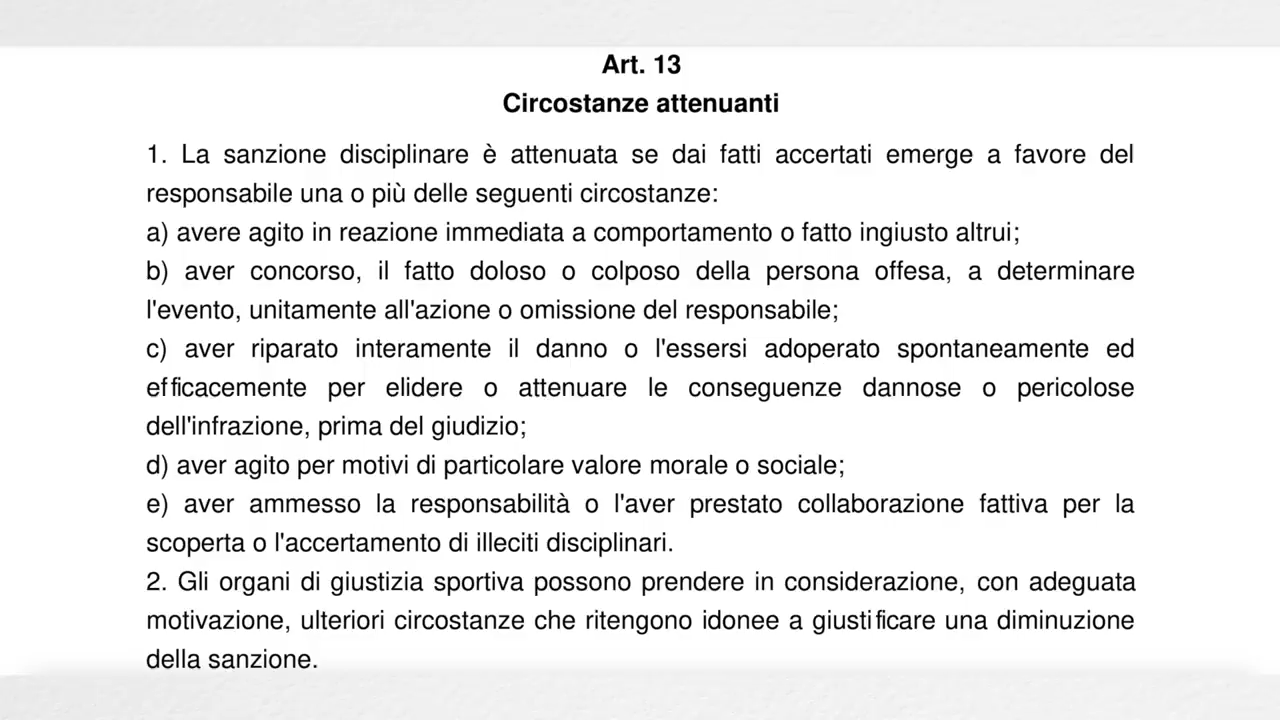 Art. 13
Circostanze attenuanti
1. La sanzione disciplinare è attenuata se dai fatti accertati emerge a favore del
responsabile una o più delle seguenti circostanze:
a) avere agito in reazione immediata a comportamento o fatto ingiusto altrui;
b) aver concorso, il fatto doloso o colposo della persona offesa, a determinare
l'evento, unitamente all'azione o omissione del responsabile;
c) aver riparato interamente il danno o l'essersi adoperato spontaneamente ed
efficacemente per elidere o attenuare le conseguenze dannose o pericolose
dell'infrazione, prima del giudizio;
d) aver agito per motivi di particolare valore morale o sociale;
e) aver ammesso la responsabilità o l'aver prestato collaborazione fattiva per la
scoperta o l'accertamento di illeciti disciplinari.
2. Gli organi di giustizia sportiva possono prendere in considerazione, con adeguata
motivazione, ulteriori circostanze che ritengono idonee a giustificare una diminuzione
della sanzione.